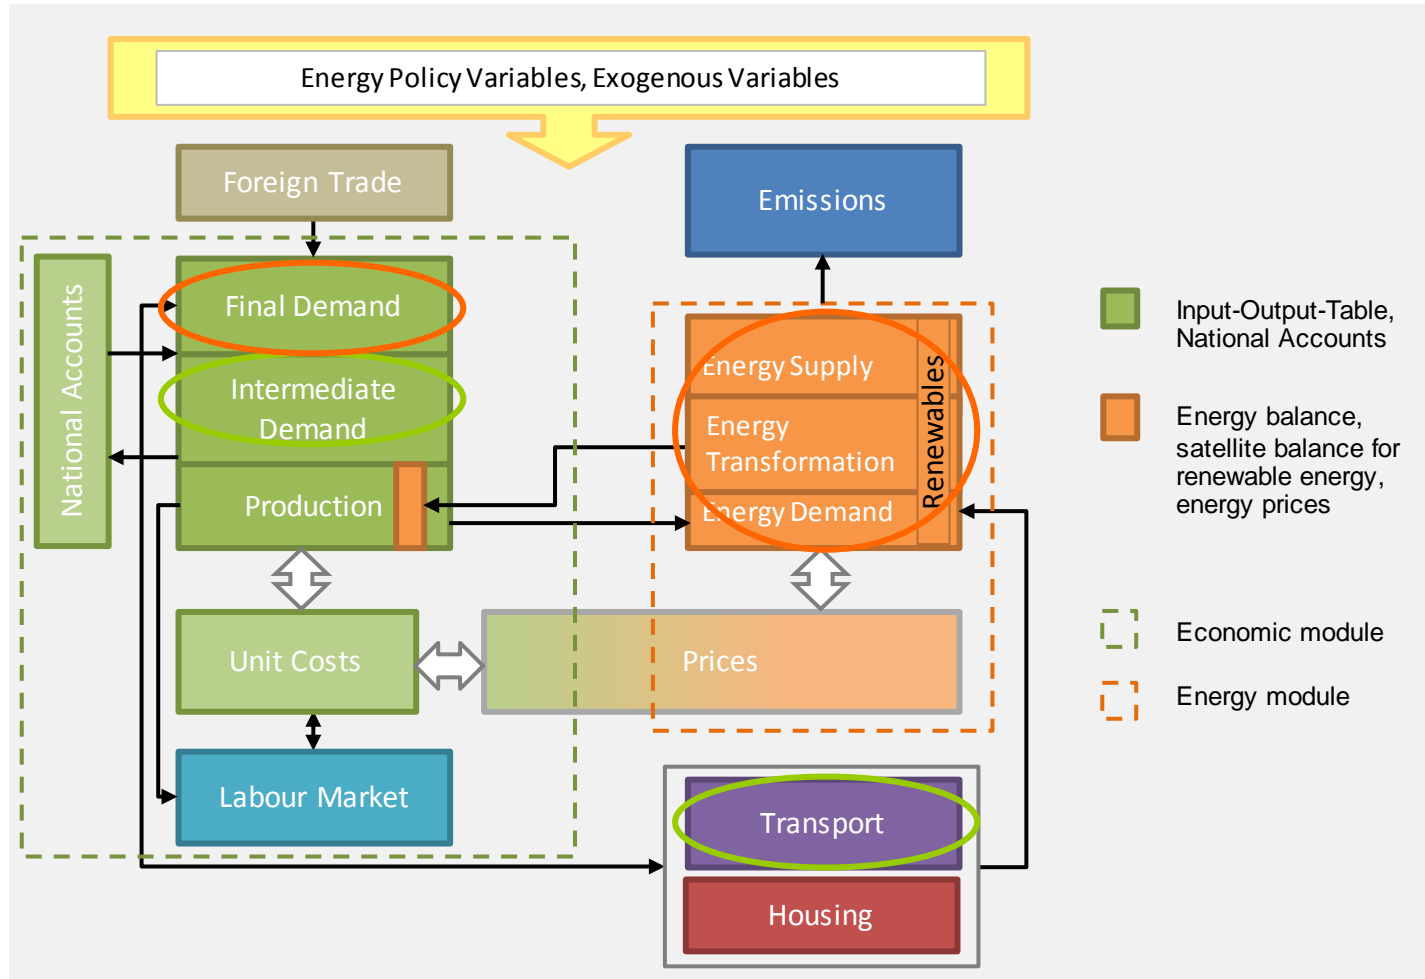 Energy Policy Variables, Exogenous Variables
Foreign Trade
Emissions
National Accounts
Final Demand
Intermediate
Demand
Production
Energy Supply
Energy
Transformation
Energy Demand
Renewables
Unit Costs
Prices
Labour Market
Transport
Housing
Input-Output-Table,
National Accounts
Energy balance,
satellite balance for
renewable energy,
energy prices
Economic module
Energy module